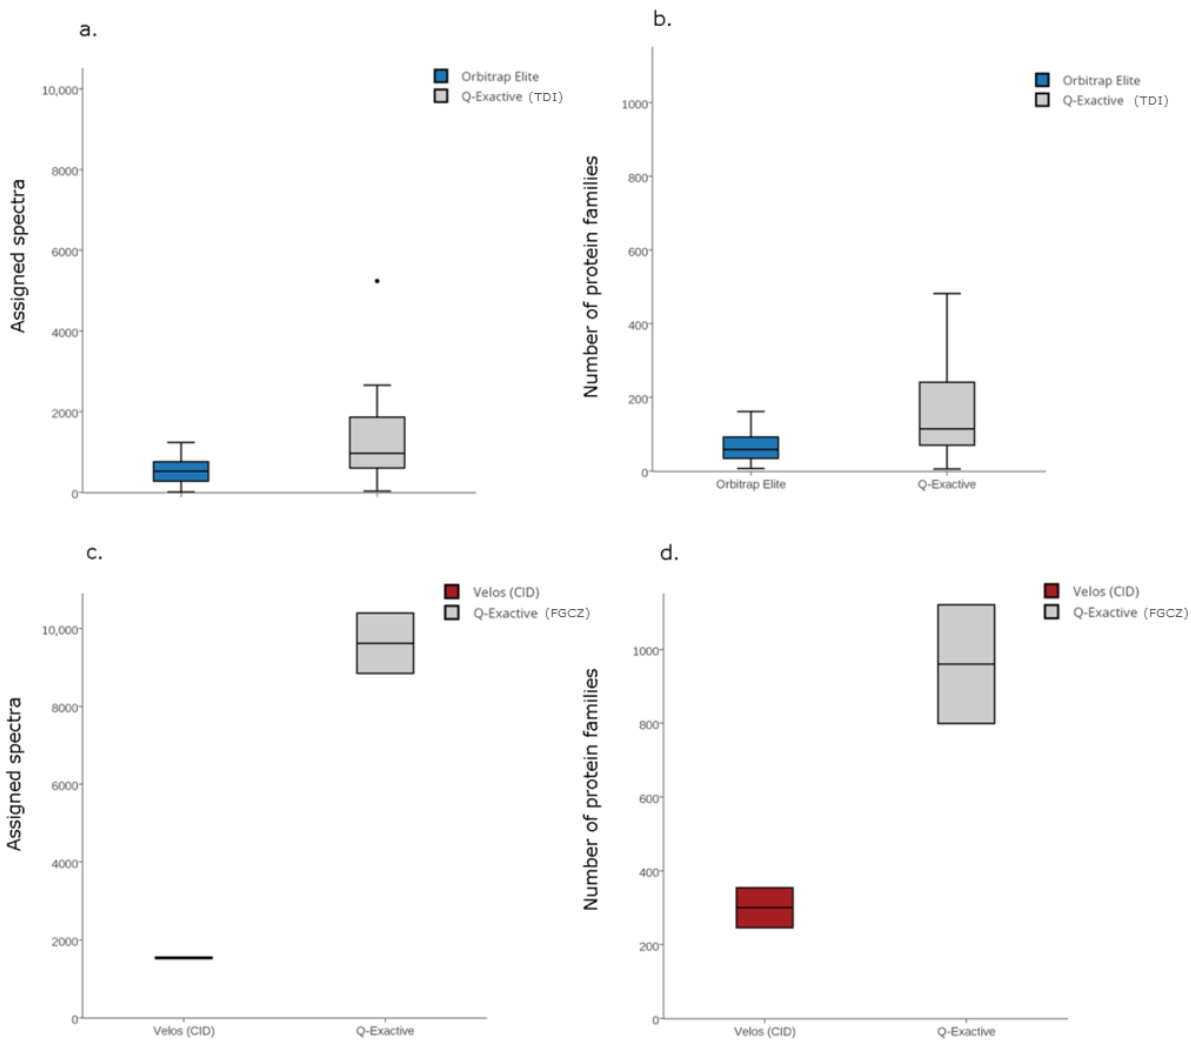 a.
Orbitrap Elite
Q-Exactive (TDI)
10,000
8000
6000
4000
2000
0
Assigned spectra
b.
Orbitrap Elite
Q-Exactive (TDI)
1000
800
600
400
200
0
Number of protein families
Orbitrap Elite
Q-Exactive
c.
Velos (CID)
Q-Exactive (FGCZ)
10,000
8000
6000
4000
2000
0
Assigned spectra
Velos (CID)
Q-Exactive
d.
Velos (CID)
Q-Exactive (FGCZ)
1000
800
600
400
200
0
Number of protein families
Velos (CID)
Q-Exactive